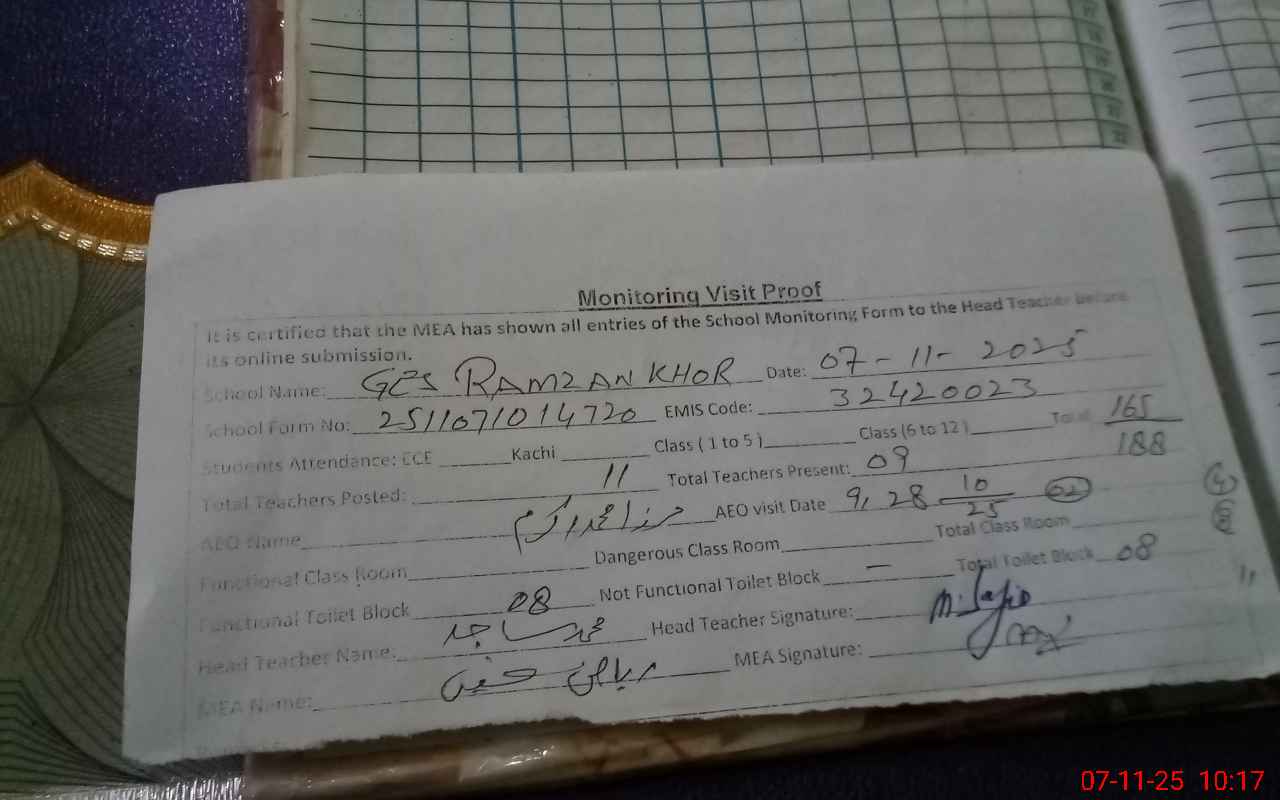 Monitoring Visit Proof
It is certified that the MEA has shown all entries of the School Monitoring Form to the Head Teacher before
its online submission.
School Name: GES RAMZAN KHOR Date: 07-11-2025
School Form No: 2511071014720 EMIS Code: 32420023
Students Attendance: ECE Kachi Class ( 1 to 5 ) Class (6 to 12 ) Total 165
188
Total Teachers Posted: 11 Total Teachers Present: 09
AEO Name مرزا محمد اکرم AEO visit Date 9, 28 10/25 02
Functional Class Room Dangerous Class Room Total Class Room
Functional Toilet Block 08 Not Functional Toilet Block — Total Toilet Block 08
Head Teacher Name: محمد ساجد Head Teacher Signature: M. Sajid
MEA Name: MEA Signature:
07-11-25 10:17